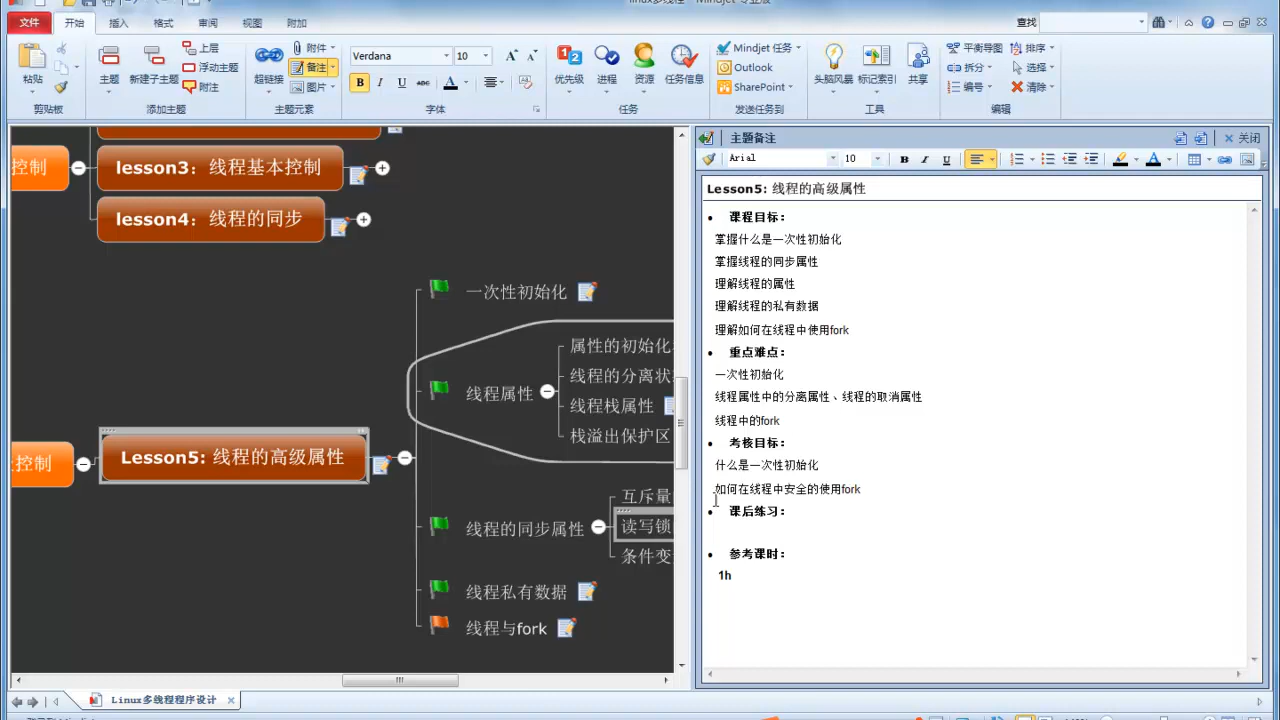 linux多线程 - Mindjet 专业版
文件 开始 插入 格式 审阅 视图 附加 查找
粘贴 主题 新建子主题 上层 浮动主题 附注 超链接 附件 备注 图片
Verdana 10
B I U abc A
优先级 进程 资源 任务信息
Mindjet 任务 Outlook SharePoint
头脑风暴 标记索引 共享
平衡导图 排序 拆分 选择 编号 清除
剪贴板 添加主题 主题元素 字体 任务 发送任务到 工具 编辑
控制
lesson3：线程基本控制
lesson4：线程的同步
控制
Lesson5: 线程的高级属性
一次性初始化
线程属性
属性的初始化
线程的分离状
线程栈属性
栈溢出保护区
线程的同步属性
互斥量
读写锁
条件变
线程私有数据
线程与fork
主题备注 关闭
Arial 10 B I U A
Lesson5: 线程的高级属性
• 课程目标：
掌握什么是一次性初始化
掌握线程的同步属性
理解线程的属性
理解线程的私有数据
理解如何在线程中使用fork
• 重点难点：
一次性初始化
线程属性中的分离属性、线程的取消属性
线程中的fork
• 考核目标：
什么是一次性初始化
如何在线程中安全的使用fork
• 课后练习：
• 参考课时：
1h
Linux多线程程序设计